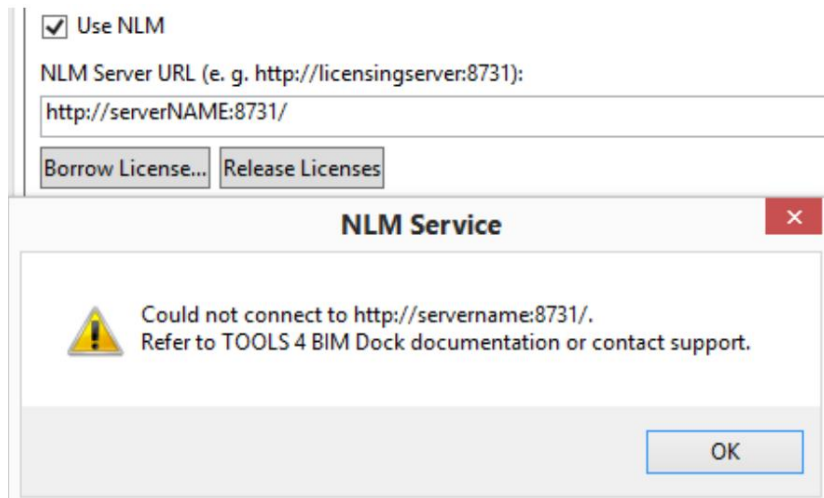 Use NLM
NLM Server URL (e. g. http://licensingserver:8731):
http://serverNAME:8731/
Borrow License... Release Licenses
NLM Service
Could not connect to http://servername:8731/.
Refer to TOOLS 4 BIM Dock documentation or contact support.
OK